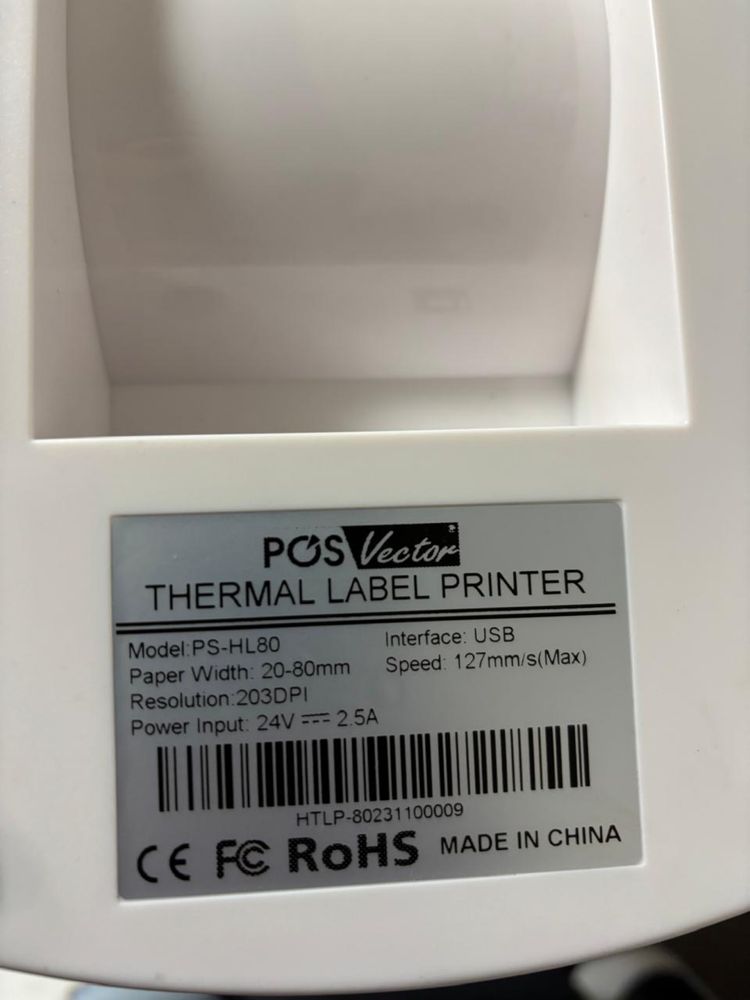 POS Vector
THERMAL LABEL PRINTER
Model:PS-HL80 Interface: USB
Paper Width: 20-80mm Speed: 127mm/s(Max)
Resolution:203DPI
Power Input: 24V 2.5A
HTLP-80231100009
CE FC RoHS MADE IN CHINA